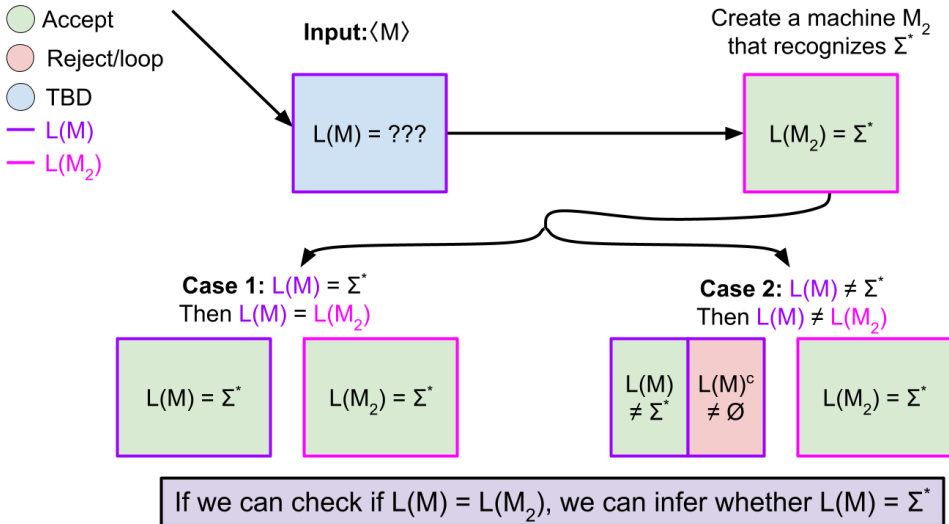 Accept
Reject/loop
TBD
L(M)
L(M₂)
Input:⟨M⟩
Create a machine M₂
that recognizes Σ*
L(M) = ???
L(M₂) = Σ*
Case 1: L(M) = Σ*
Then L(M) = L(M₂)
L(M) = Σ*
L(M₂) = Σ*
Case 2: L(M) ≠ Σ*
Then L(M) ≠ L(M₂)
L(M)
≠ Σ*
L(M)ᶜ
≠ Ø
L(M₂) = Σ*
If we can check if L(M) = L(M₂), we can infer whether L(M) = Σ*